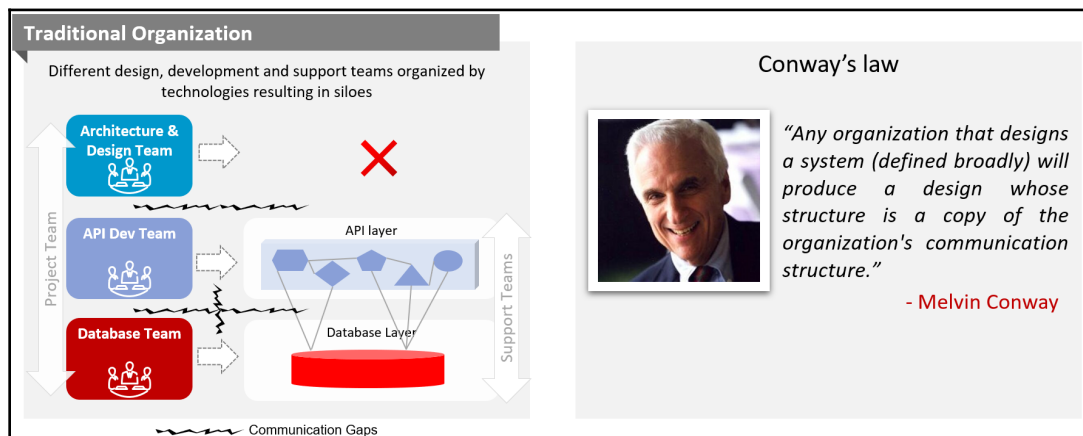 Traditional Organization
Different design, development and support teams organized by
technologies resulting in siloes
Project Team
Architecture &
Design Team
API Dev Team
API layer
Database Team
Database Layer
Support Teams
Communication Gaps
Conway's law
“Any organization that designs
a system (defined broadly) will
produce a design whose
structure is a copy of the
organization's communication
structure.”
- Melvin Conway